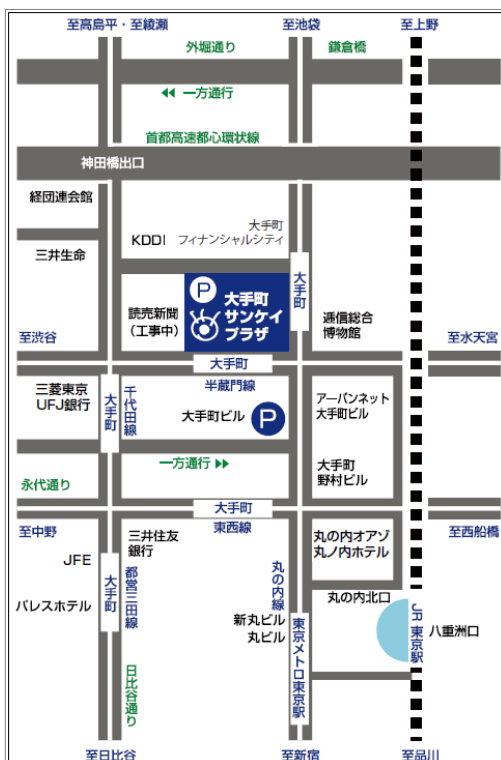 至高島平・至綾瀬
至池袋
至上野
外堀通り
鎌倉橋
一方通行
首都高速都心環状線
神田橋出口
経団連会館
大手町
フィナンシャルシティ
KDDI
三井生命
大手町
P
大手町
サンケイ
プラザ
読売新聞
(工事中)
逓信総合
博物館
至渋谷
至水天宮
大手町
半蔵門線
三菱東京
UFJ銀行
大手町
千代田線
アーバンネット
大手町ビル
大手町ビル
P
一方通行
大手町
野村ビル
永代通り
大手町
東西線
至中野
至西船橋
三井住友
銀行
丸の内オアゾ
丸ノ内ホテル
JFE
大手町
都営三田線
丸の内線
パレスホテル
丸の内北口
新丸ビル
丸ビル
東京メトロ東京駅
JR東京駅
八重洲口
日比谷通り
至日比谷
至新宿
至品川